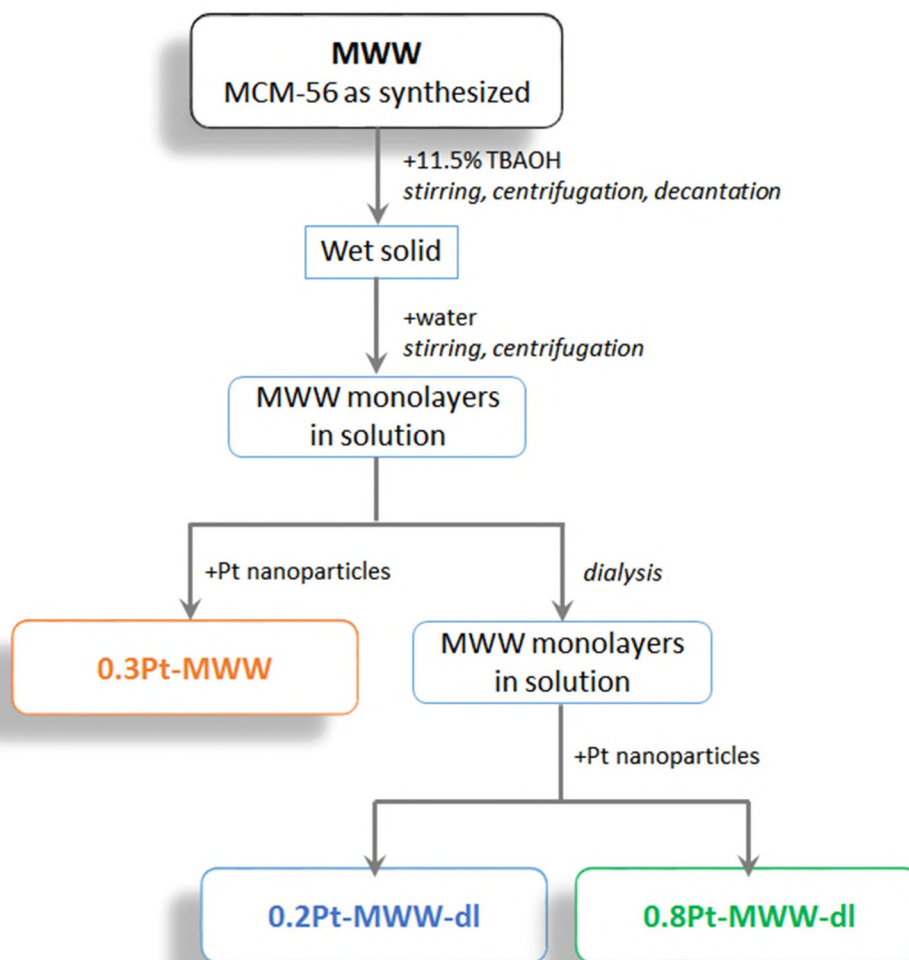 MWW
MCM-56 as synthesized
+11.5% TBAOH
stirring, centrifugation, decantation
Wet solid
+water
stirring, centrifugation
MWW monolayers
in solution
+Pt nanoparticles
dialysis
0.3Pt-MWW
MWW monolayers
in solution
+Pt nanoparticles
0.2Pt-MWW-dl
0.8Pt-MWW-dl